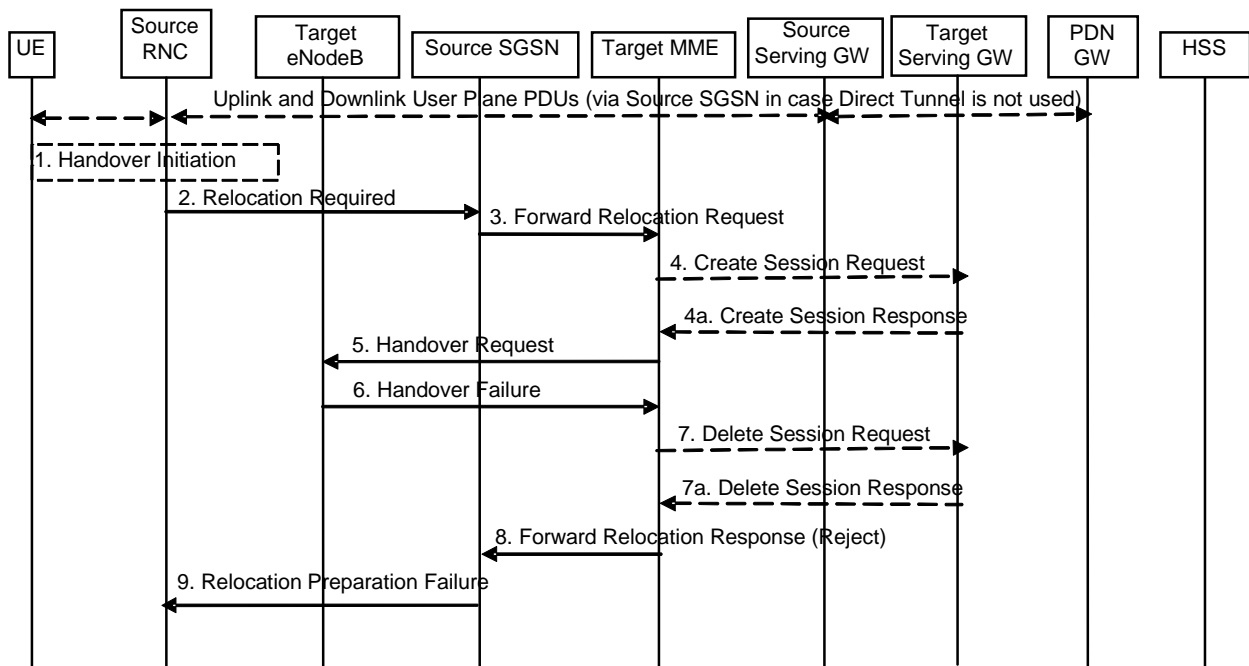 UE
Source
RNC
Target
eNodeB
Source SGSN
Target MME
Source
Serving GW
Target
Serving GW
PDN
GW
HSS
Uplink and Downlink User Plane PDUs (via Source SGSN in case Direct Tunnel is not used)
1. Handover Initiation
2. Relocation Required
3. Forward Relocation Request
4. Create Session Request
4a. Create Session Response
5. Handover Request
6. Handover Failure
7. Delete Session Request
7a. Delete Session Response
8. Forward Relocation Response (Reject)
9. Relocation Preparation Failure